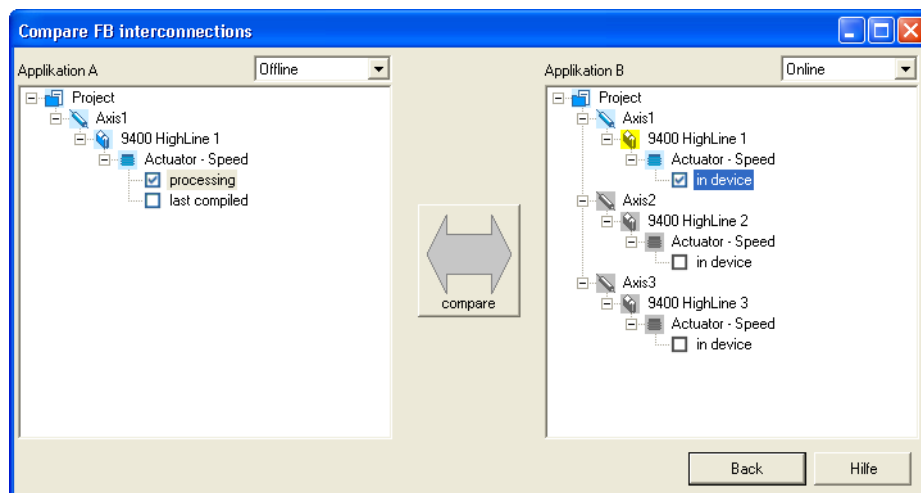 Compare FB interconnections
Applikation A
Offline
Project
Axis1
9400 HighLine 1
Actuator - Speed
processing
last compiled
compare
Applikation B
Online
Project
Axis1
9400 HighLine 1
Actuator - Speed
in device
Axis2
9400 HighLine 2
Actuator - Speed
in device
Axis3
9400 HighLine 3
Actuator - Speed
in device
Back
Hilfe